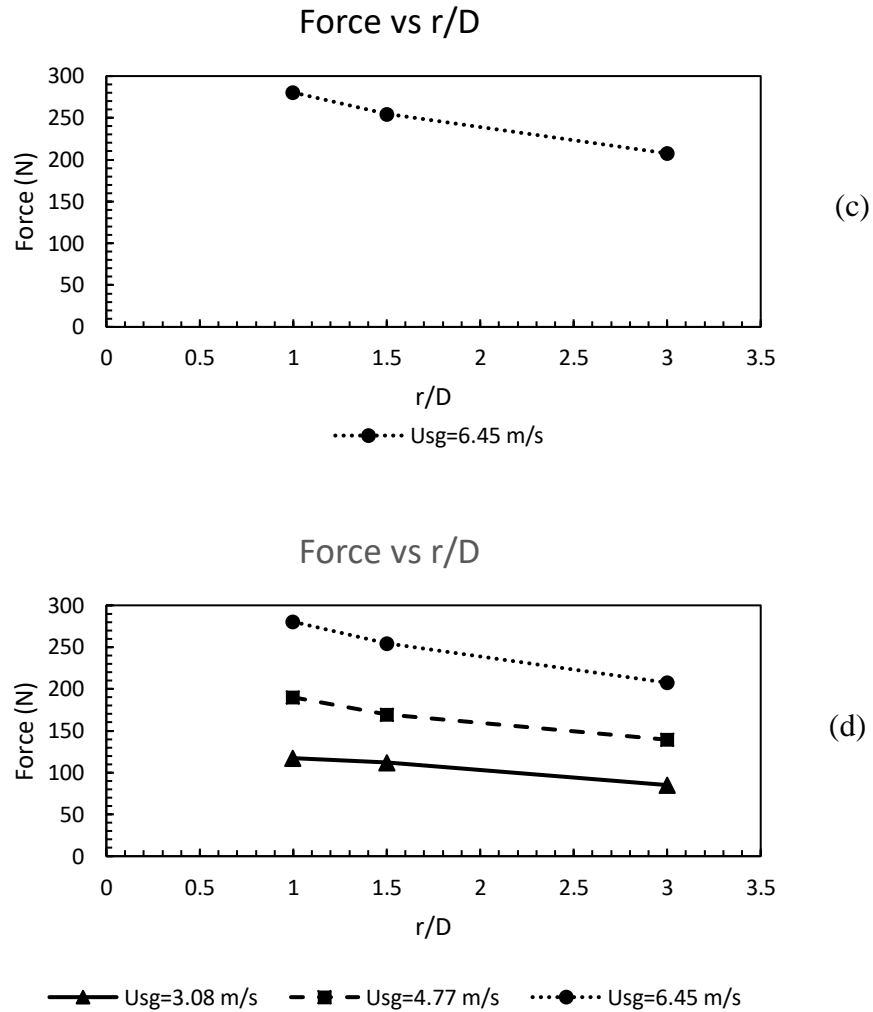 Force vs r/D
300
250
200
150
100
50
0
Force (N)
0 0.5 1 1.5 2 2.5 3 3.5
r/D
Usg=6.45 m/s
(c)
Force vs r/D
300
250
200
150
100
50
0
Force (N)
0 0.5 1 1.5 2 2.5 3 3.5
r/D
Usg=3.08 m/s Usg=4.77 m/s Usg=6.45 m/s
(d)